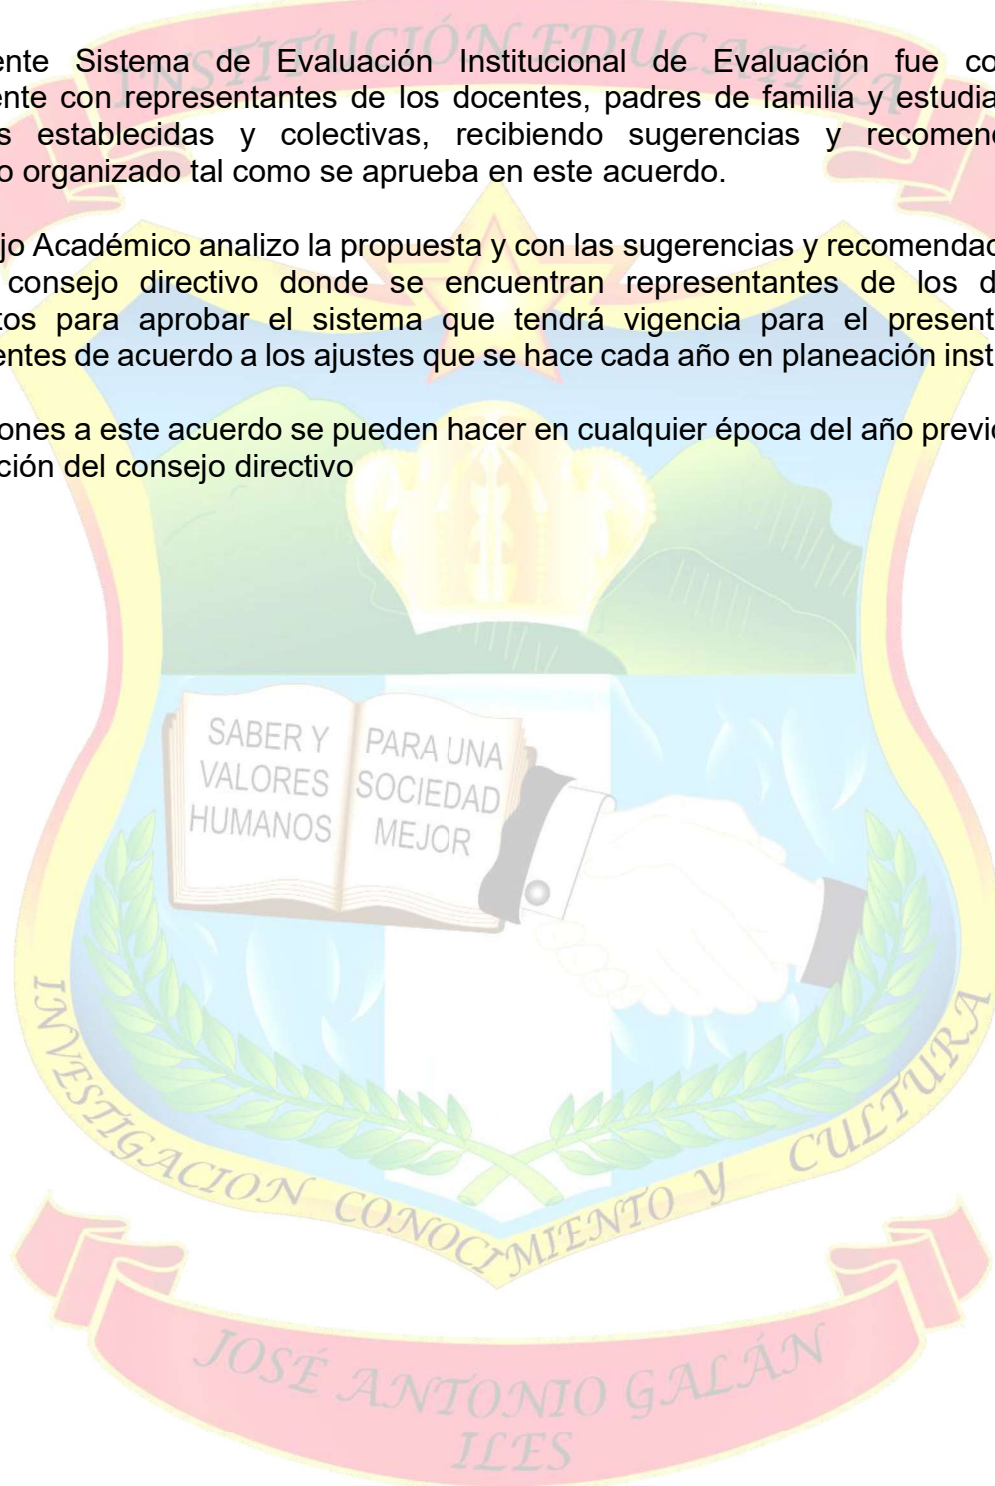 INSTITUCIÓN EDUCATIVA
ente Sistema de Evaluación Institucional de Evaluación fue co
ente con representantes de los docentes, padres de familia y estudia
s establecidas y colectivas, recibiendo sugerencias y recomen
o organizado tal como se aprueba en este acuerdo.
jo Académico analizo la propuesta y con las sugerencias y recomendac
consejo directivo donde se encuentran representantes de los d
tos para aprobar el sistema que tendrá vigencia para el present
entes de acuerdo a los ajustes que se hace cada año en planeación inst
ones a este acuerdo se pueden hacer en cualquier época del año previo
ción del consejo directivo
SABER Y
VALORES
HUMANOS
PARA UNA
SOCIEDAD
MEJOR
INVESTIGACION CONOCIMIENTO Y CULTURA
JOSÉ ANTONIO GALÁN
ILES